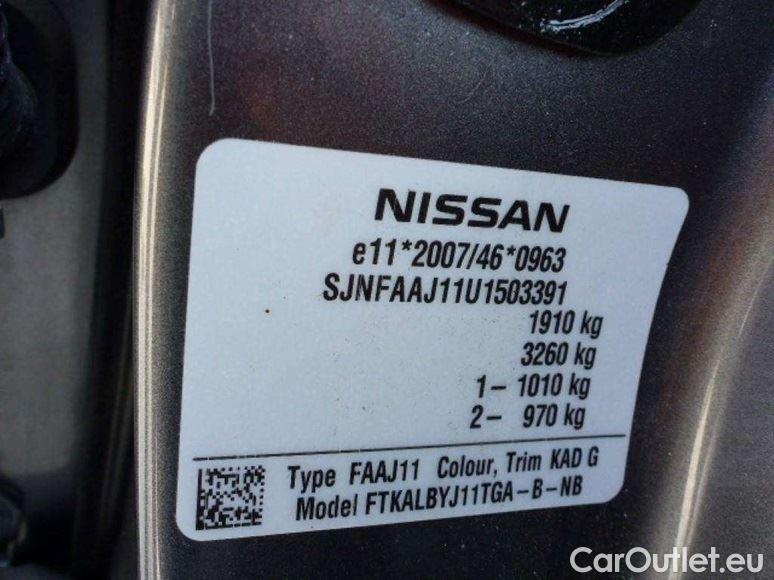 NISSAN
e11*2007/46*0963
SJNFAAJ11U1503391
1910 kg
3260 kg
1– 1010 kg
2– 970 kg
Type FAAJ11 Colour, Trim KAD G
Model FTKALBYJ11TGA–B–NB
CarOutlet.eu